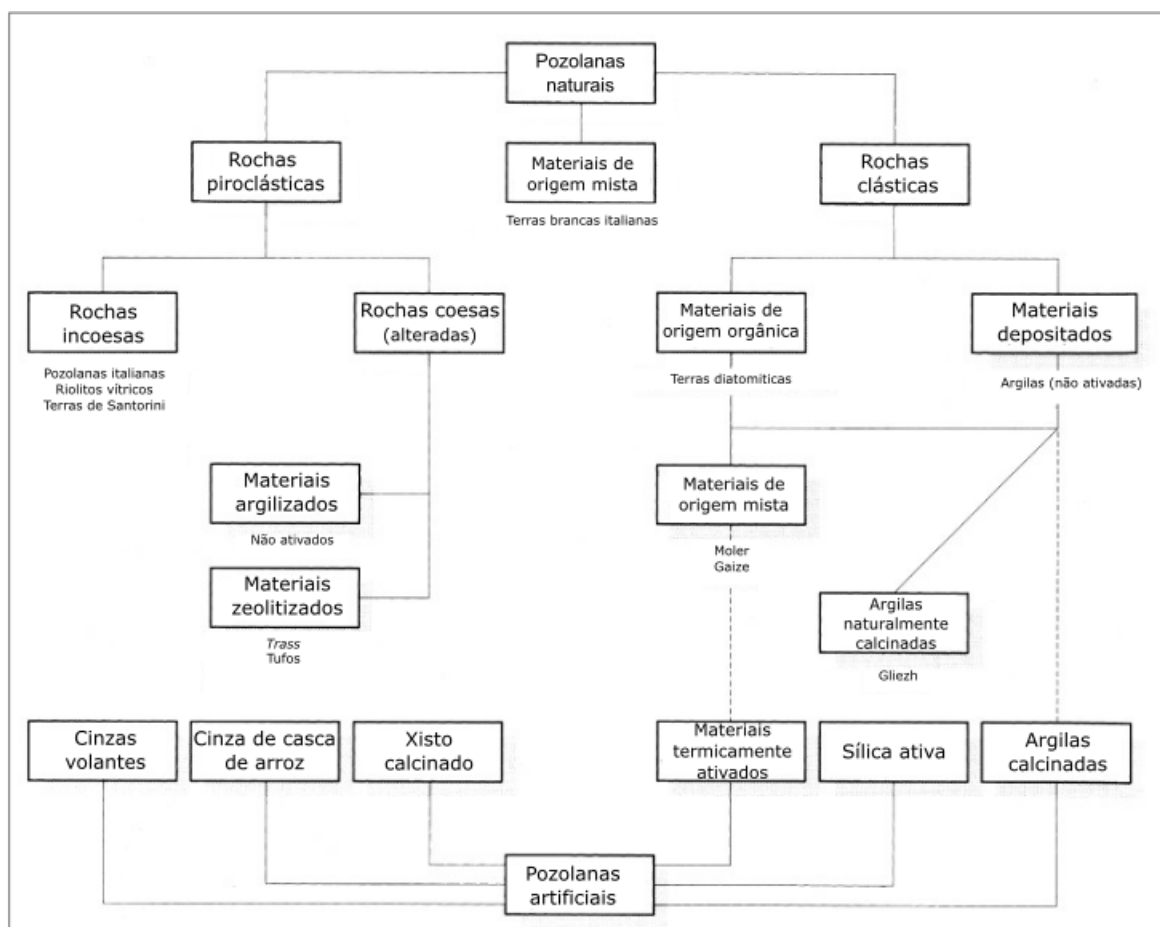 Pozolanas
naturais
Rochas
piroclásticas
Materiais de
origem mista
Terras brancas italianas
Rochas
clásticas
Rochas
incoesas
Pozolanas italianas
Riolitos vítricos
Terras de Santorini
Rochas coesas
(alteradas)
Materiais de
origem orgânica
Terras diatomiticas
Materiais
depositados
Argilas (não ativadas)
Materiais
argilizados
Não ativados
Materiais
zeolitizados
Trass
Tufos
Materiais de
origem mista
Moler
Gaize
Argilas
naturalmente
calcinadas
Gliezh
Cinzas
volantes
Cinza de casca
de arroz
Xisto
calcinado
Materiais
termicamente
ativados
Sílica ativa
Argilas
calcinadas
Pozolanas
artificiais